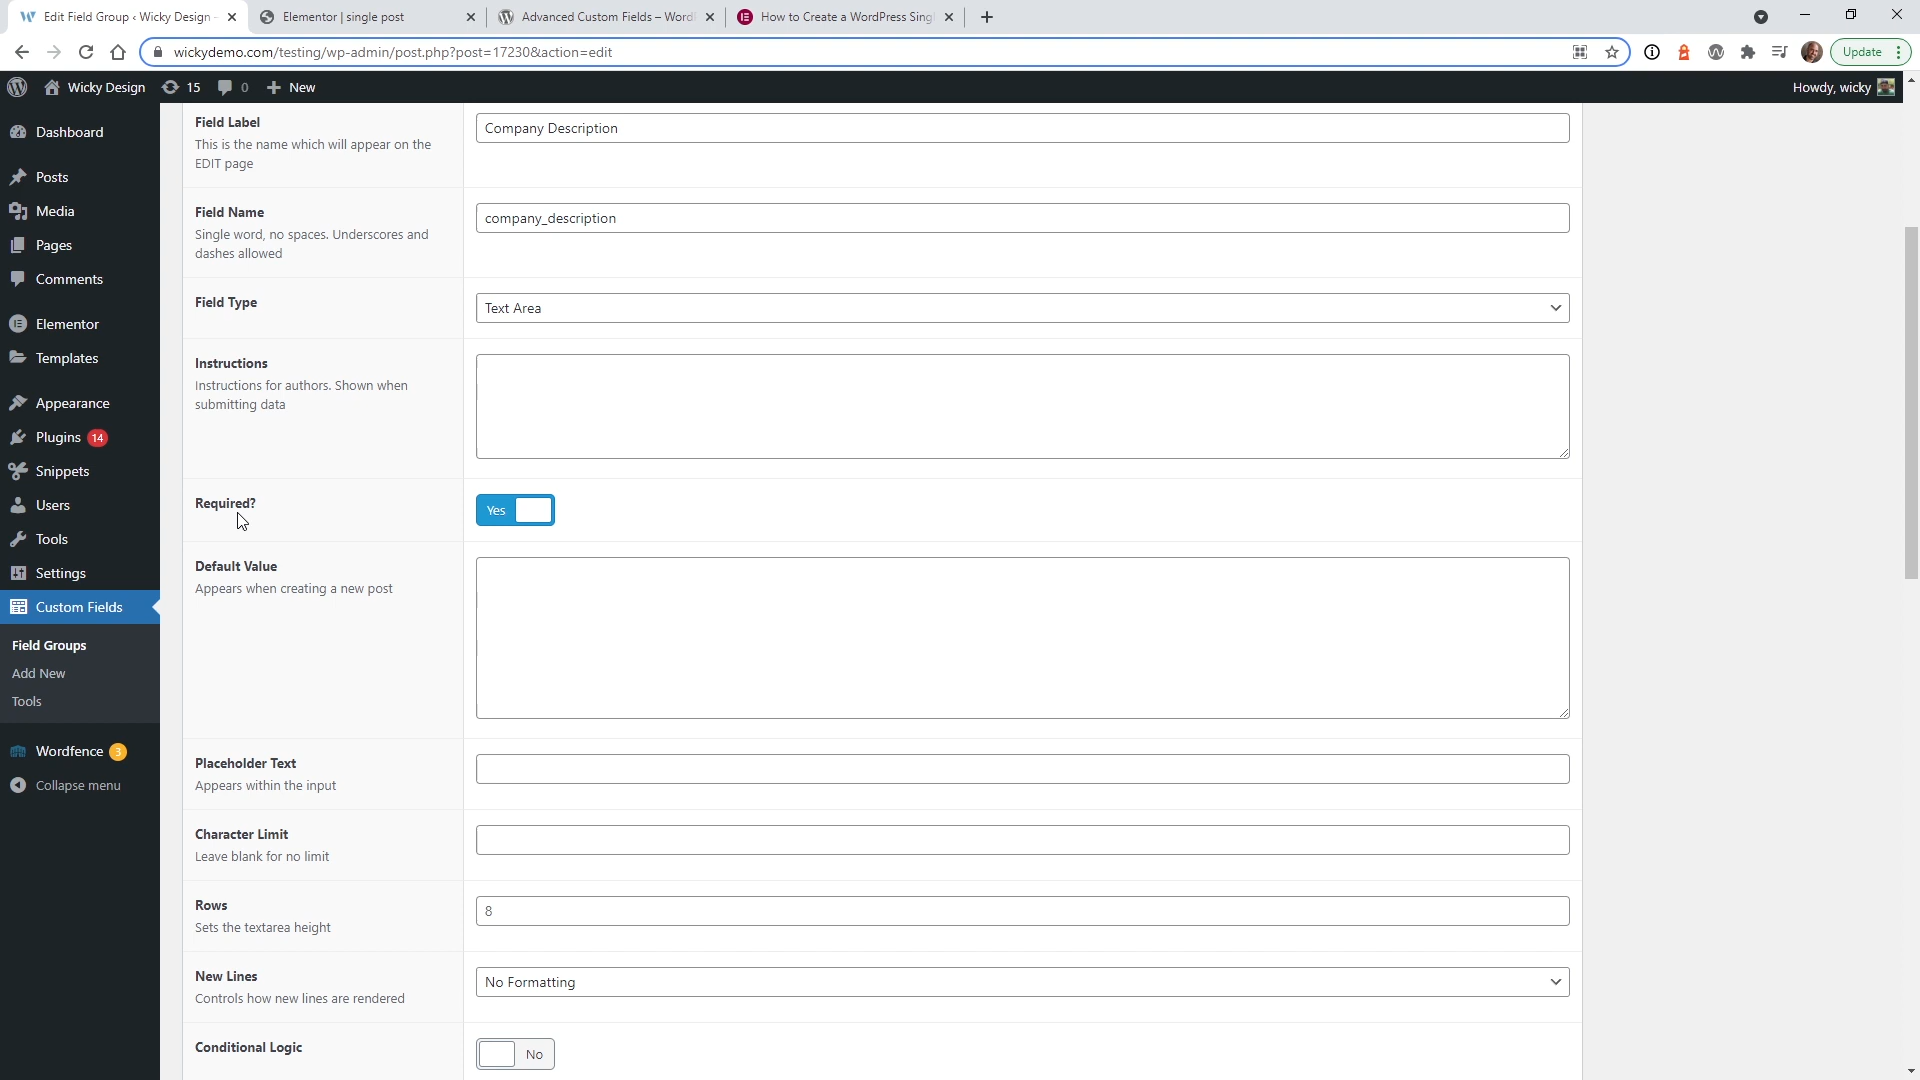 Edit Field Group ‹ Wicky Design –
Elementor | single post
Advanced Custom Fields – Word
How to Create a WordPress Sing
wickydemo.com/testing/wp-admin/post.php?post=17230&action=edit
Update
Wicky Design
15
0
New
Howdy, wicky
Dashboard
Posts
Media
Pages
Comments
Elementor
Templates
Appearance
Plugins 14
Snippets
Users
Tools
Settings
Custom Fields
Field Groups
Add New
Tools
Wordfence 3
Collapse menu
Field Label
This is the name which will appear on the
EDIT page
Company Description
Field Name
Single word, no spaces. Underscores and
dashes allowed
company_description
Field Type
Text Area
Instructions
Instructions for authors. Shown when
submitting data
Required?
Yes
Default Value
Appears when creating a new post
Placeholder Text
Appears within the input
Character Limit
Leave blank for no limit
Rows
Sets the textarea height
8
New Lines
Controls how new lines are rendered
No Formatting
Conditional Logic
No